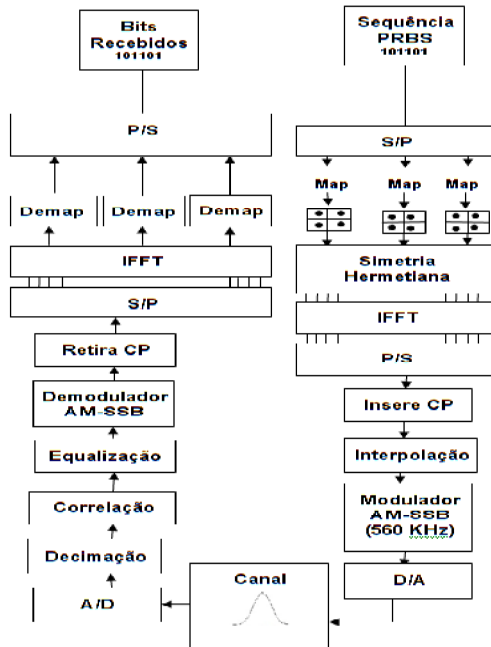 Bits
Recebidos
101101
P/S
Demap
Demap
Demap
IFFT
S/P
Retira CP
Demodulador
AM-SSB
Equalização
Correlação
Decimação
A/D
Canal
Sequência
PRBS
101101
S/P
Map
Map
Map
Simetria
Hermetiana
IFFT
P/S
Insere CP
Interpolação
Modulador
AM-SSB
(560 KHz)
D/A